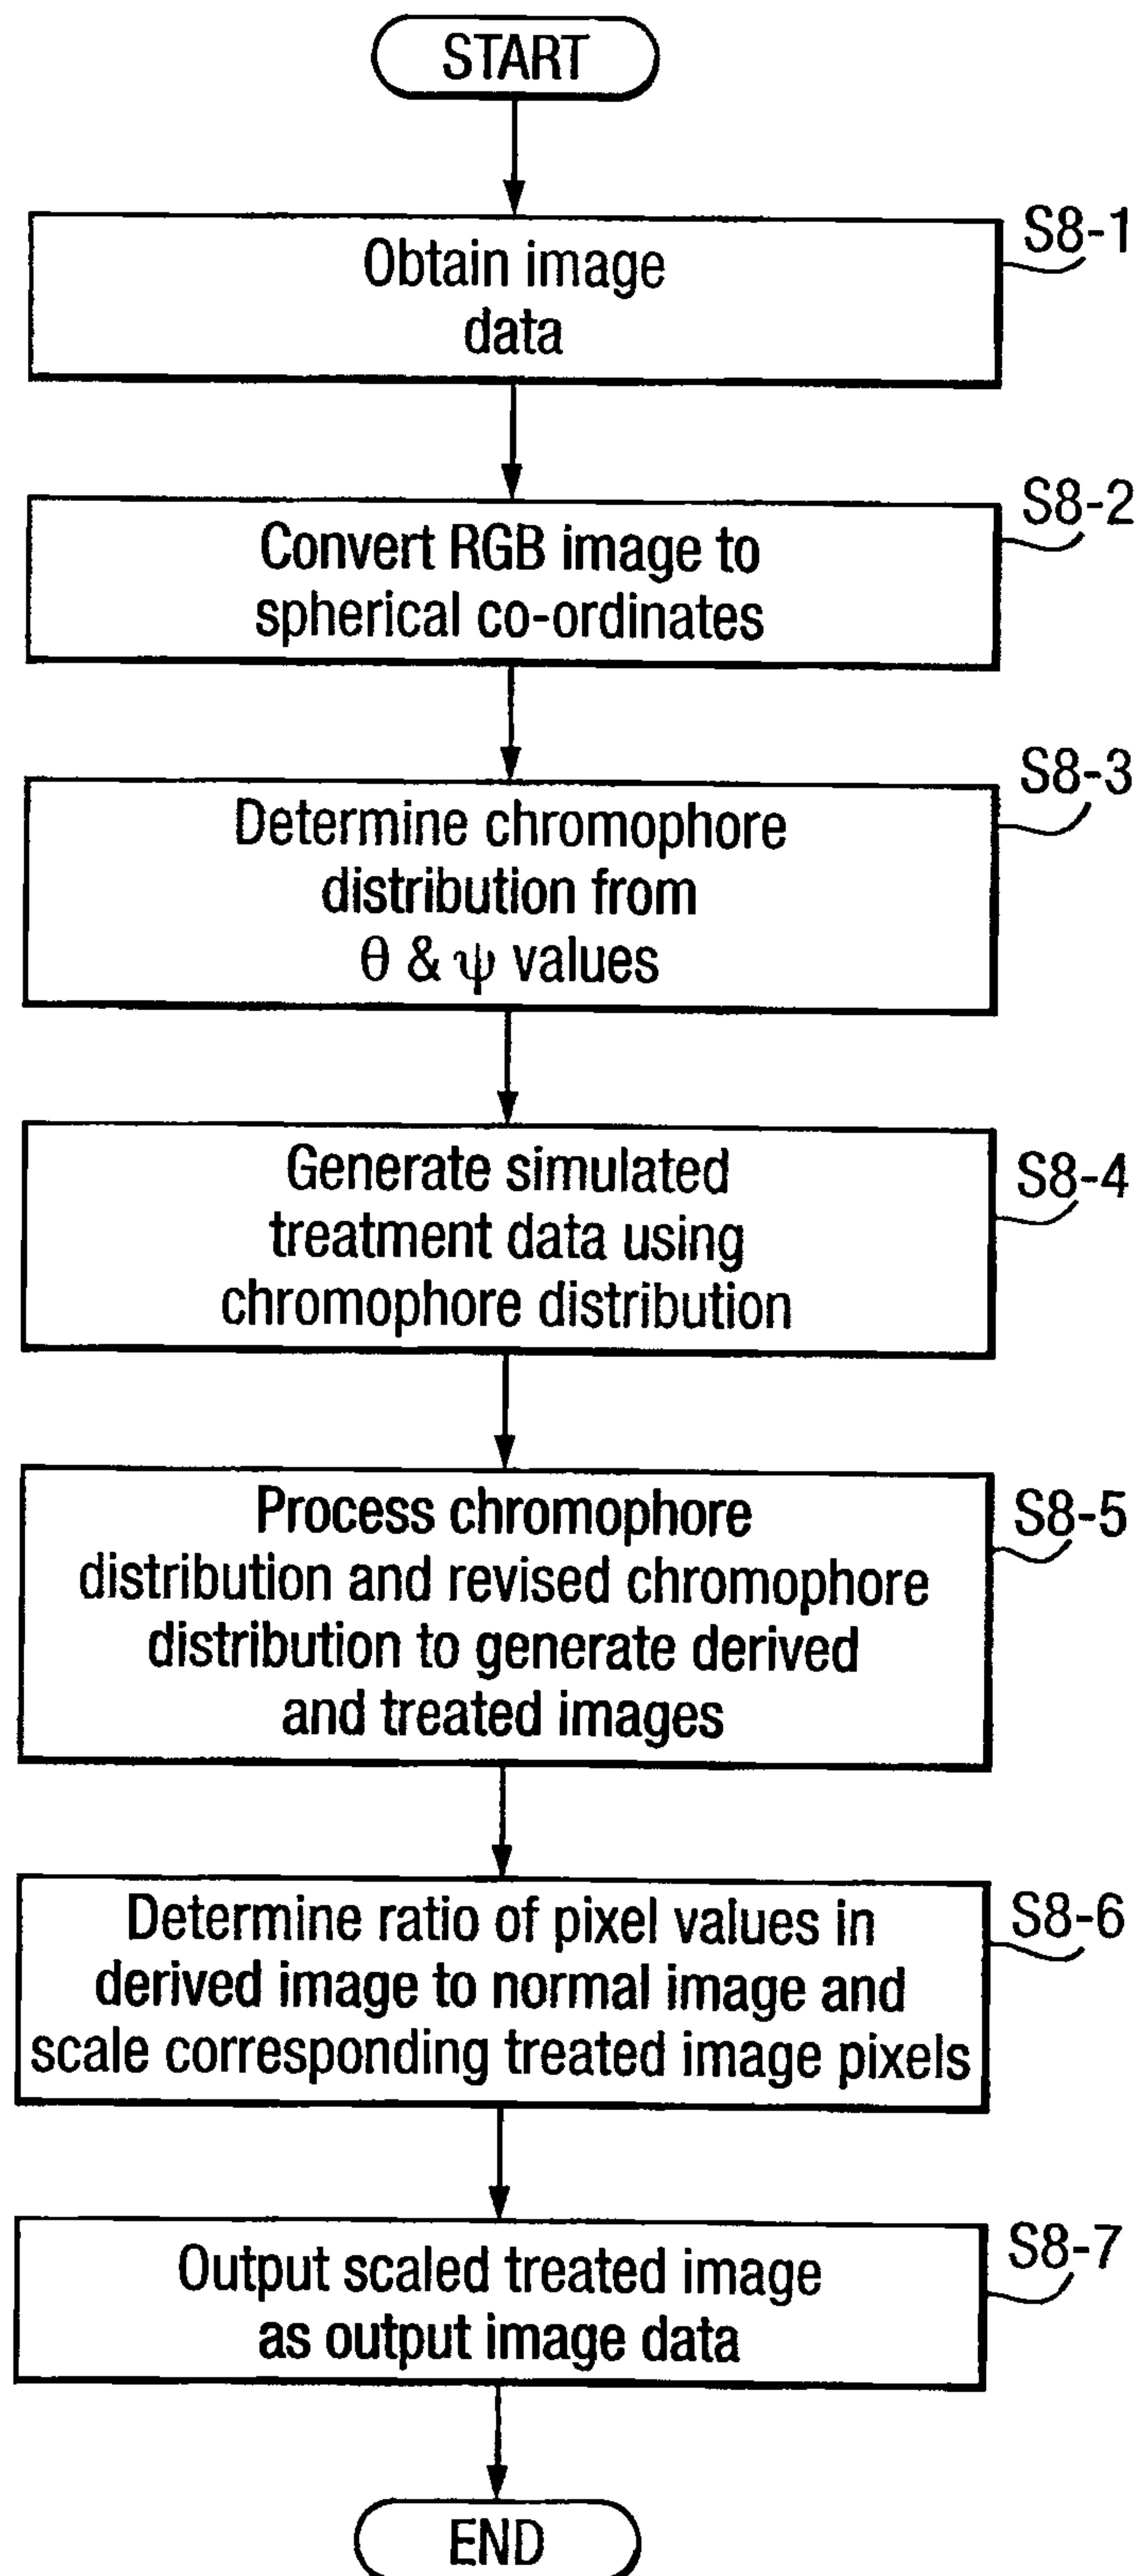 START
S8-1
Obtain image
data
S8-2
Convert RGB image to
spherical co-ordinates
S8-3
Determine chromophore
distribution from
θ & ψ values
S8-4
Generate simulated
treatment data using
chromophore distribution
S8-5
Process chromophore
distribution and revised chromophore
distribution to generate derived
and treated images
S8-6
Determine ratio of pixel values in
derived image to normal image and
scale corresponding treated image pixels
S8-7
Output scaled treated image
as output image data
END